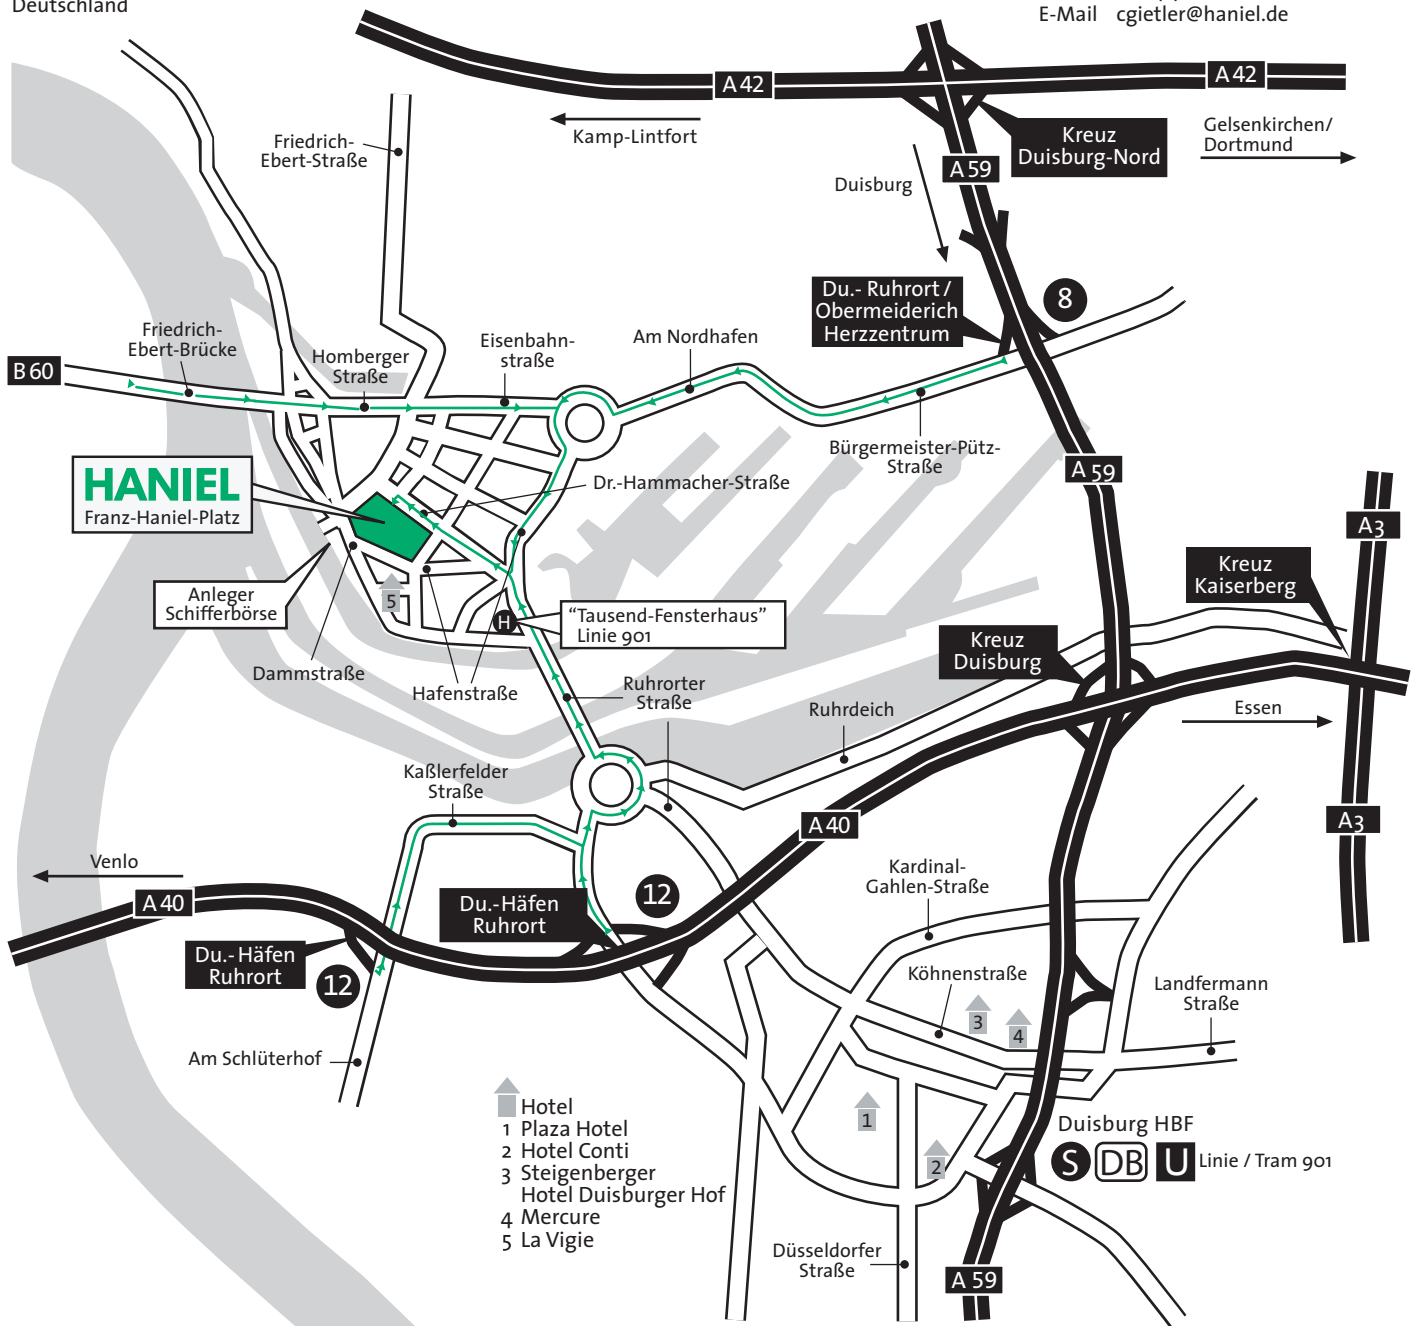 Deutschland
E-Mail cgietler@haniel.de
A 42
A 42
Kamp-Lintfort
Gelsenkirchen/
Dortmund
Kreuz
Duisburg-Nord
Friedrich-
Ebert-Straße
A 59
Duisburg
Du.- Ruhrort /
Obermeiderich
Herzzentrum
8
Friedrich-
Ebert-Brücke
Homberger
Straße
Eisenbahn-
straße
Am Nordhafen
B 60
Bürgermeister-Pütz-
Straße
A 59
HANIEL
Franz-Haniel-Platz
Dr.-Hammacher-Straße
A3
Kreuz
Kaiserberg
Anleger
Schifferbörse
5
H
"Tausend-Fensterhaus"
Linie 901
Kreuz
Duisburg
Dammstraße
Hafenstraße
Ruhrorter
Straße
Ruhrdeich
Essen
Kaßlerfelder
Straße
A 40
A3
Venlo
A 40
Kardinal-
Gahlen-Straße
12
Du.-Häfen
Ruhrort
Du.-Häfen
Ruhrort
12
Köhnenstraße
Landfermann
Straße
3
4
Am Schlüterhof
Hotel
1 Plaza Hotel
2 Hotel Conti
3 Steigenberger
Hotel Duisburger Hof
4 Mercure
5 La Vigie
1
2
Duisburg HBF
S DB U Linie / Tram 901
Düsseldorfer
Straße
A 59